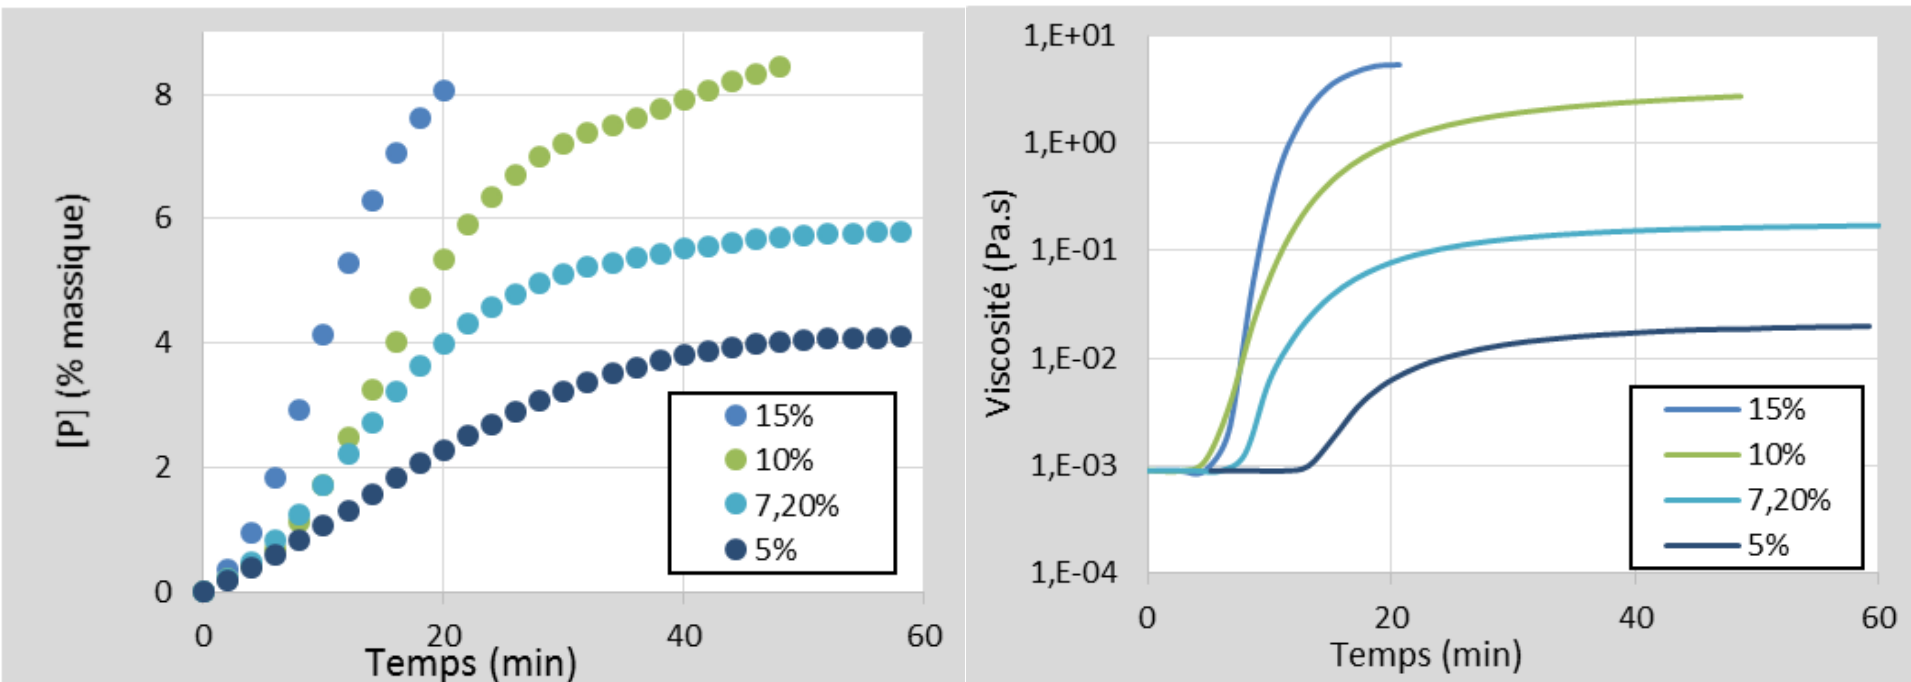 [P] (% massique)
8
6
4
2
0
0 20 40 60
Temps (min)
15%
10%
7,20%
5%
Viscosité (Pa.s)
1,E+01
1,E+00
1,E-01
1,E-02
1,E-03
1,E-04
0 20 40 60
Temps (min)
15%
10%
7,20%
5%